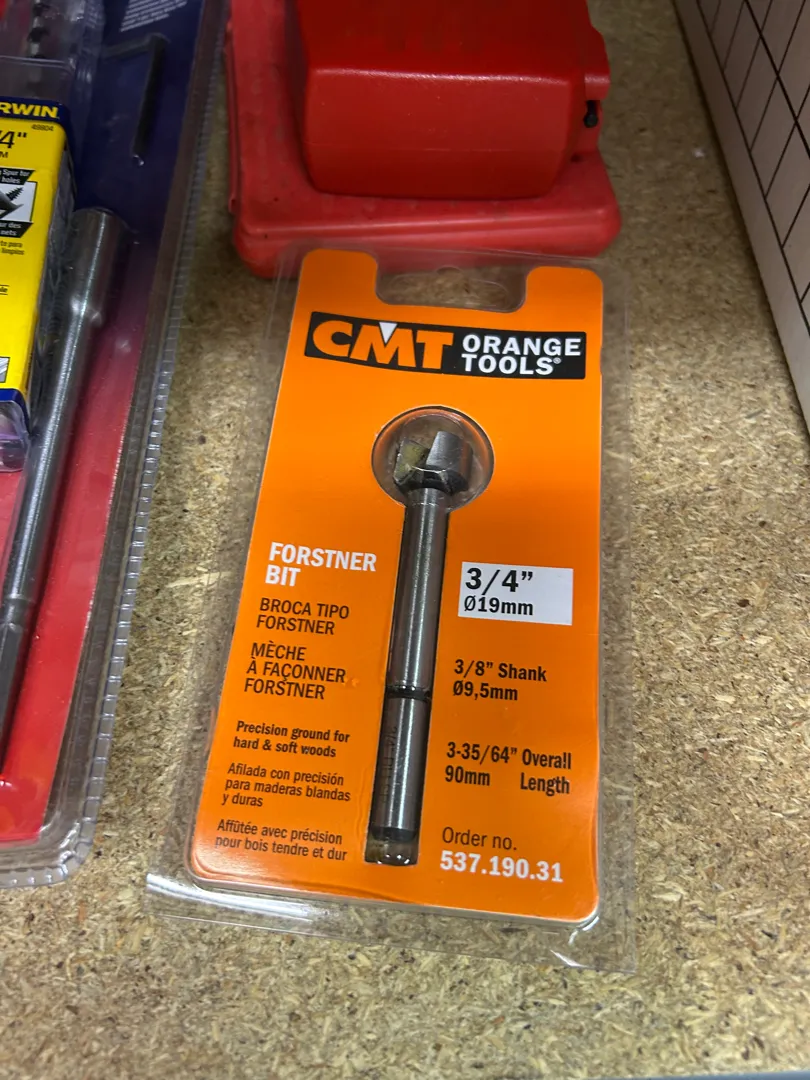 RWIN
49904
4"
M
CMT ORANGE
TOOLS®
FORSTNER
BIT
BROCA TIPO
FORSTNER
MÈCHE
À FAÇONNER
FORSTNER
Precision ground for
hard & soft woods
Afilada con precisión
para maderas blandas
y duras
Affûtée avec précision
pour bois tendre et dur
3/4”
Ø19mm
3/8” Shank
Ø9,5mm
3-35/64” Overall
90mm Length
Order no.
537.190.31